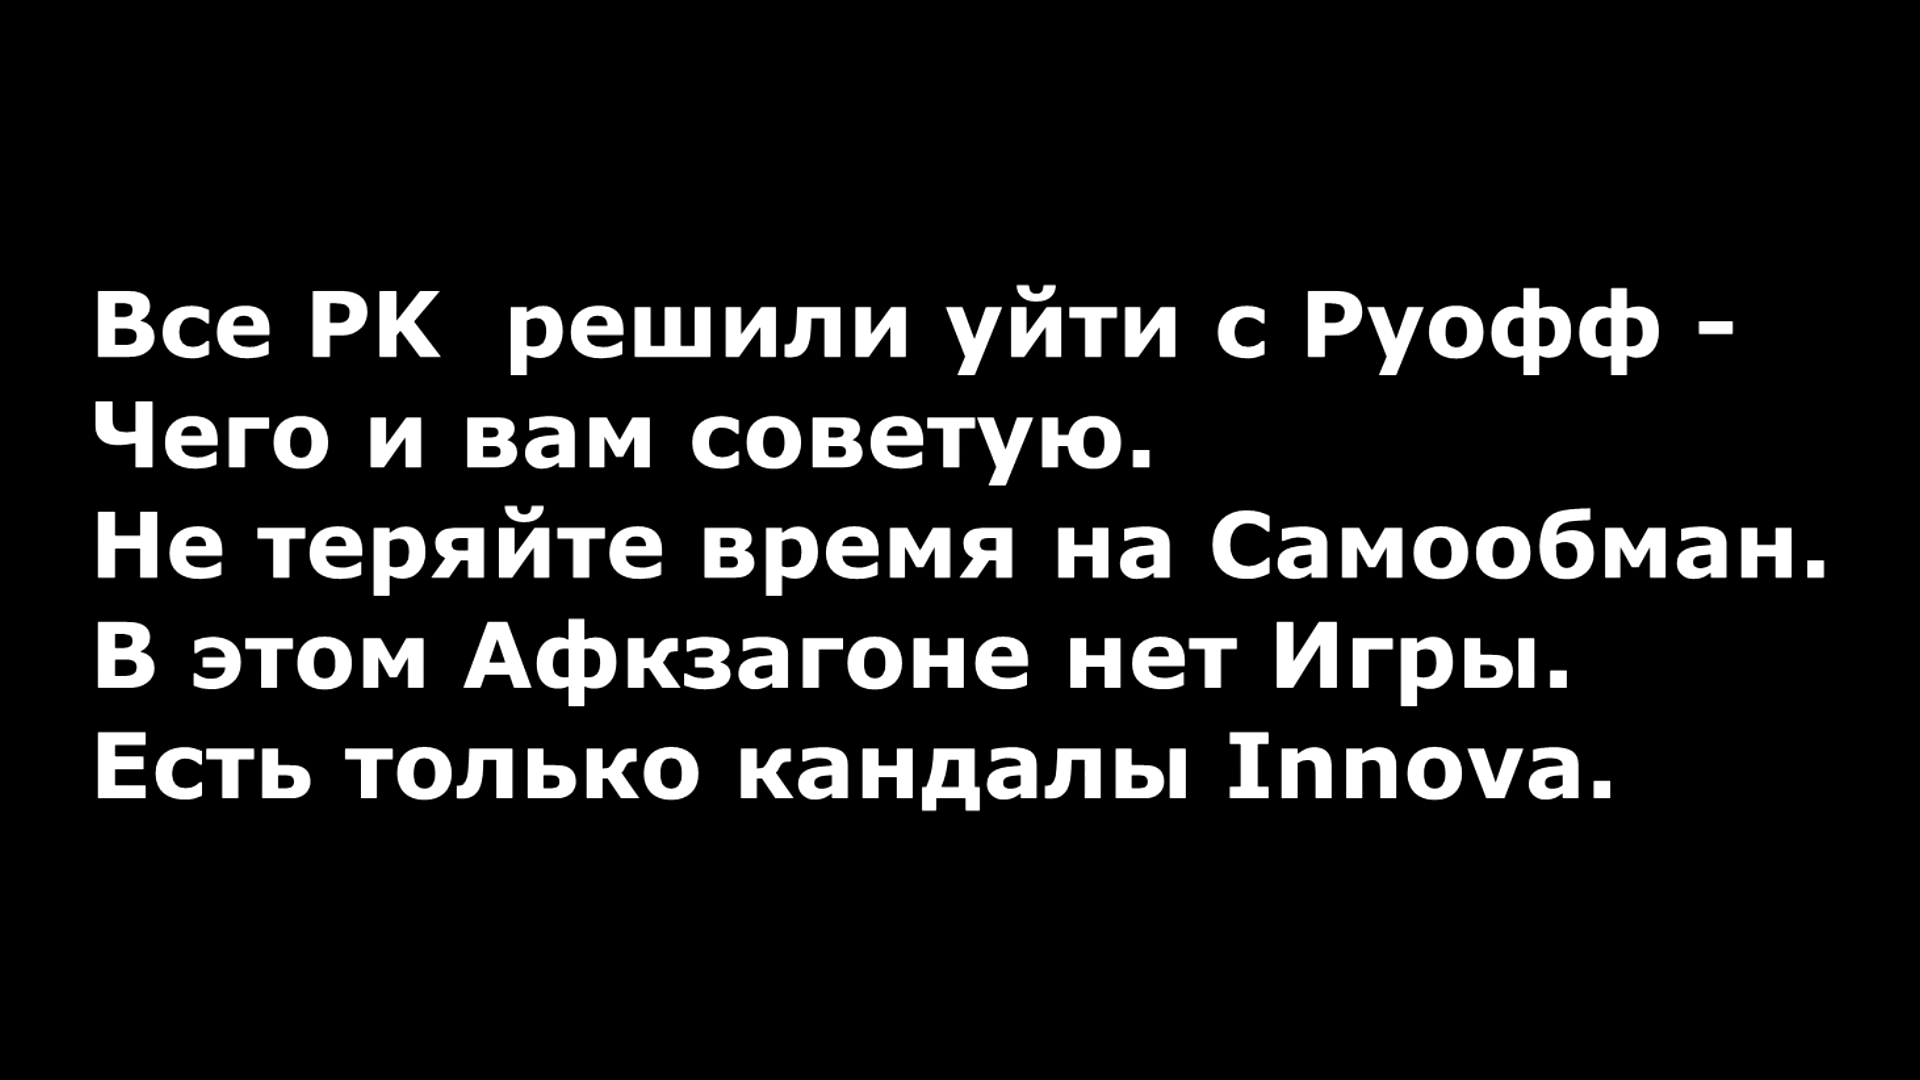 Все РК  решили уйти с Руофф -
Чего и вам советую.
Не теряйте время на Самообман.
В этом Афкзагоне нет Игры.
Есть только кандалы Innova.